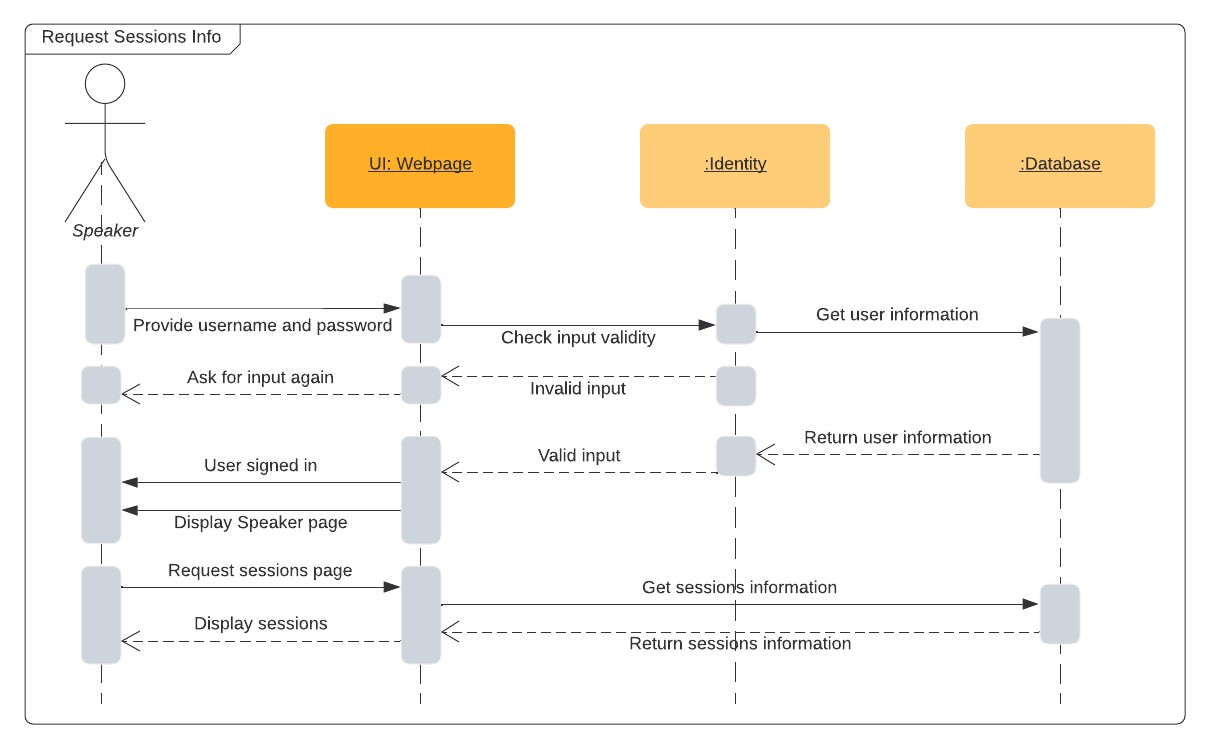 Request Sessions Info
UI: Webpage
:Identity
:Database
Speaker
Get user information
Provide username and password
Check input validity
Ask for input again
Invalid input
Return user information
Valid input
User signed in
Display Speaker page
Request sessions page
Get sessions information
Display sessions
Return sessions information